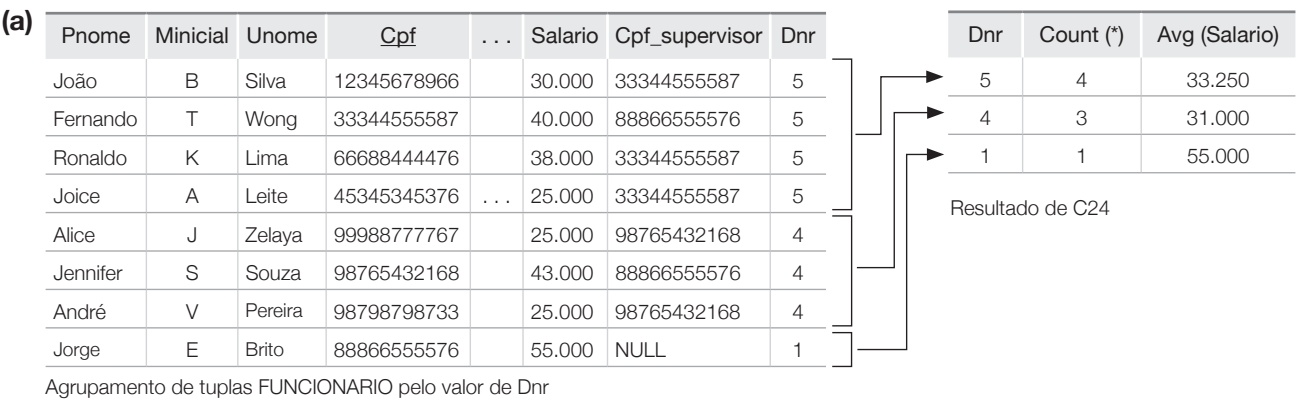 (a)
Pnome Minicial Unome Cpf . . . Salario Cpf_supervisor Dnr
João B Silva 12345678966 30.000 33344555587 5
Fernando T Wong 33344555587 40.000 88866555576 5
Ronaldo K Lima 66688444476 38.000 33344555587 5
Joice A Leite 45345345376 . . . 25.000 33344555587 5
Alice J Zelaya 99988777767 25.000 98765432168 4
Jennifer S Souza 98765432168 43.000 88866555576 4
André V Pereira 98798798733 25.000 98765432168 4
Jorge E Brito 88866555576 55.000 NULL 1
Agrupamento de tuplas FUNCIONARIO pelo valor de Dnr
Dnr Count (*) Avg (Salario)
5 4 33.250
4 3 31.000
1 1 55.000
Resultado de C24